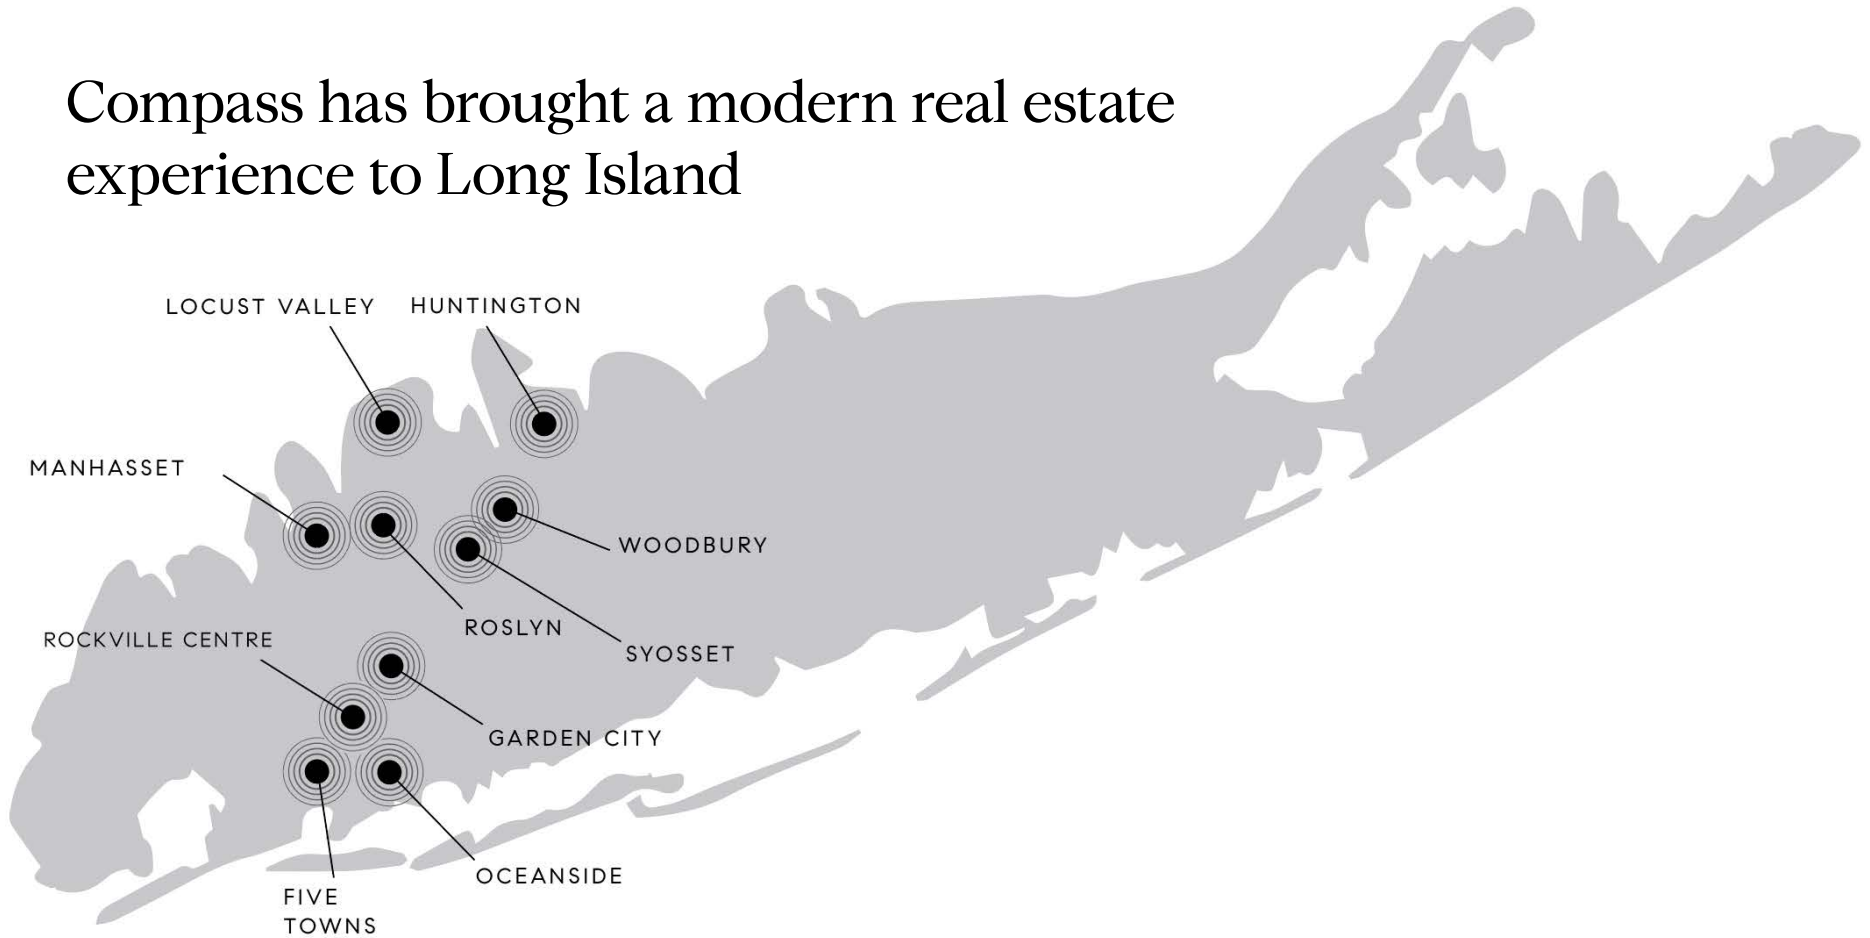 Compass has brought a modern real estate
experience to Long Island
LOCUST VALLEY
HUNTINGTON
MANHASSET
WOODBURY
ROSLYN
ROCKVILLE CENTRE
SYOSSET
GARDEN CITY
OCEANSIDE
FIVE
TOWNS